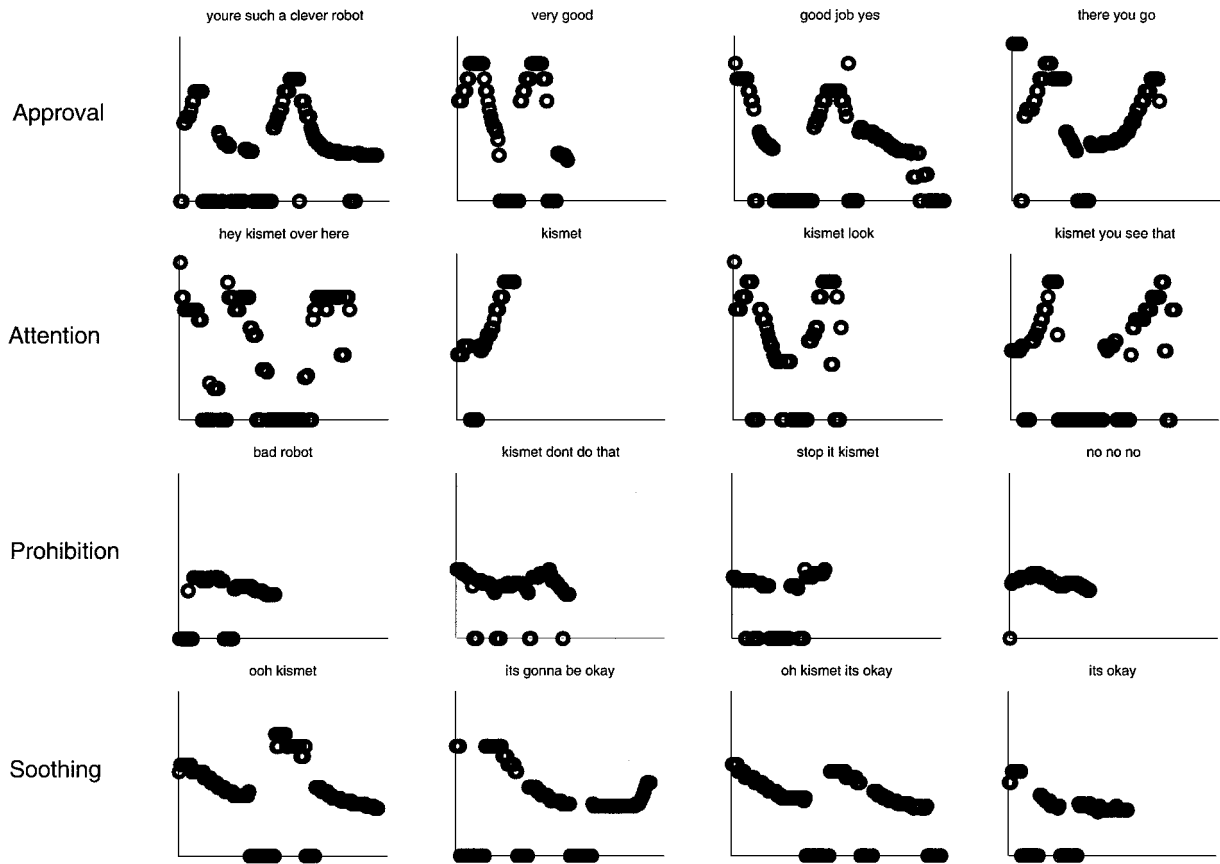 youre such a clever robot
very good
good job yes
there you go
Approval
hey kismet over here
kismet
kismet look
kismet you see that
Attention
bad robot
kismet dont do that
stop it kismet
no no no
Prohibition
ooh kismet
its gonna be okay
oh kismet its okay
its okay
Soothing